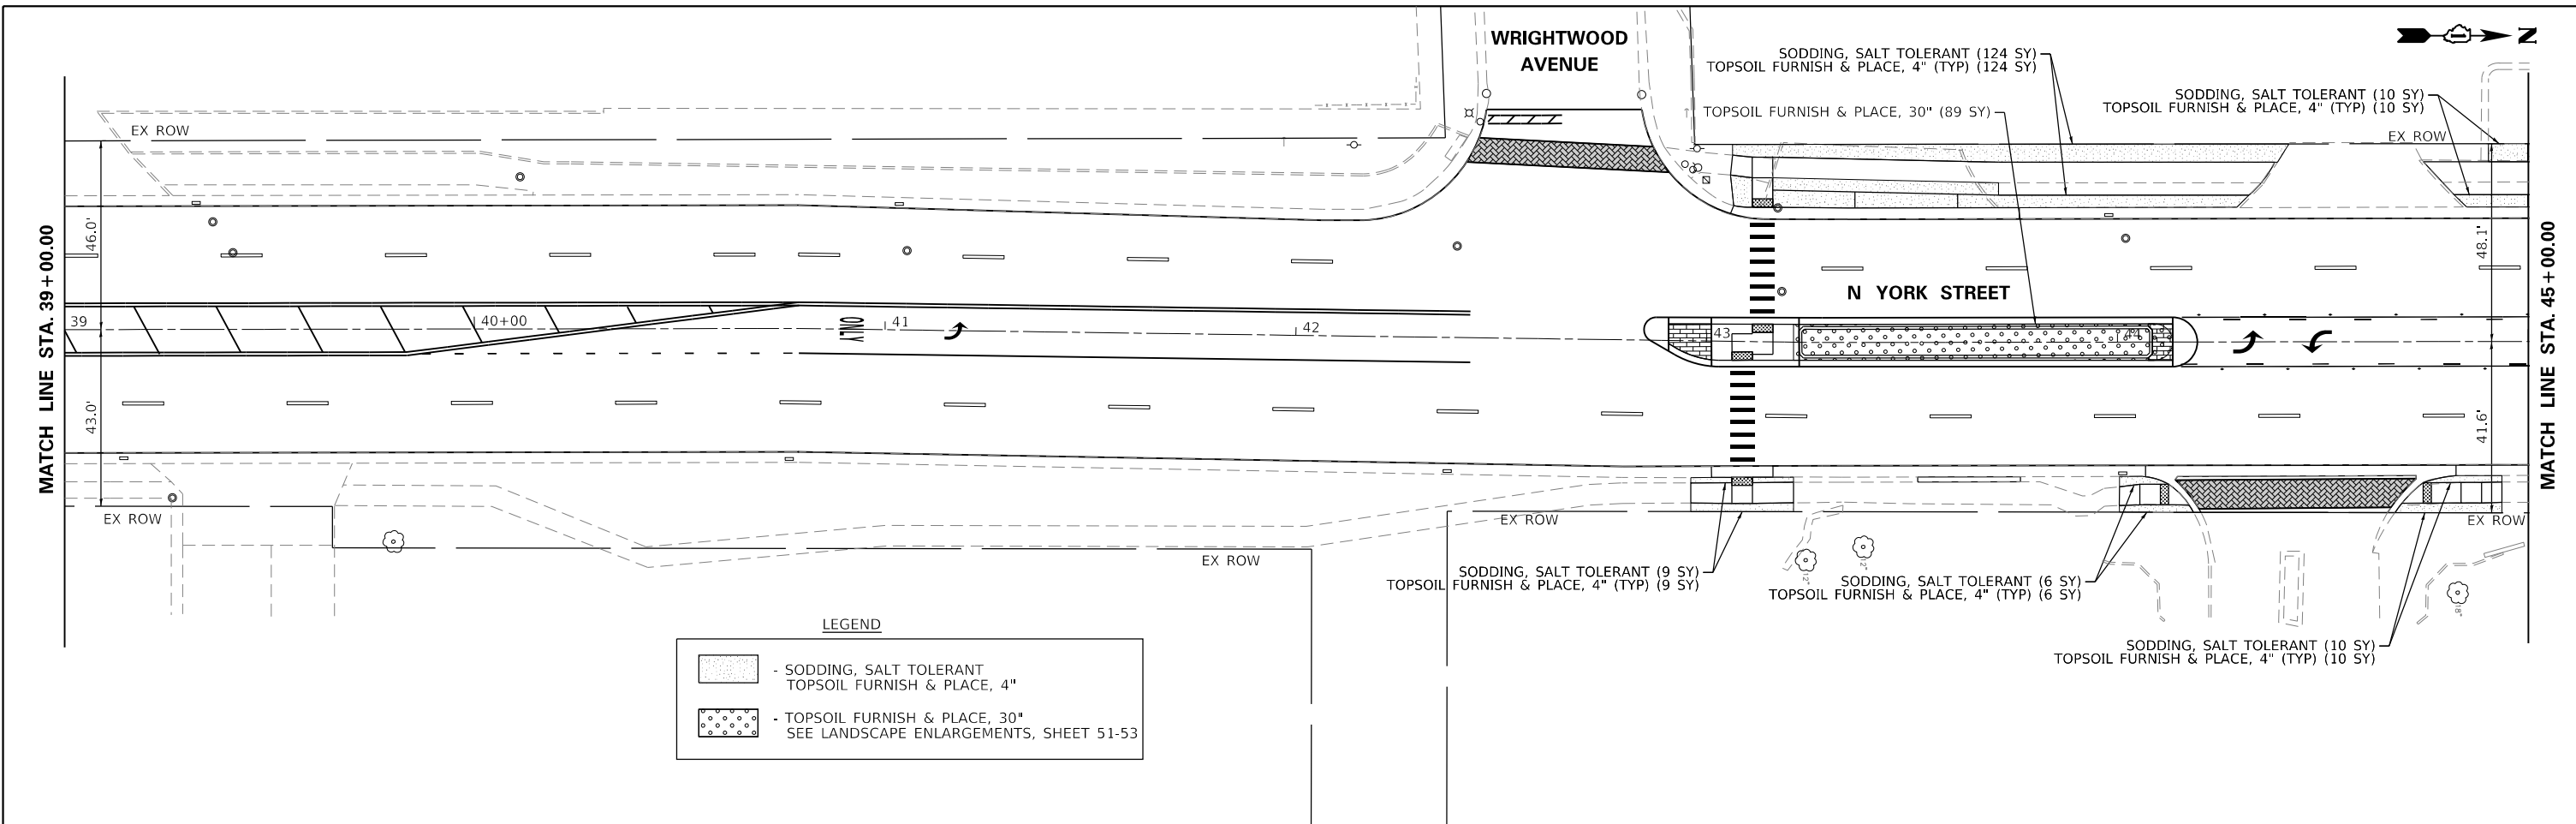 WRIGHTWOOD
AVENUE
SODDING, SALT TOLERANT (124 SY)
TOPSOIL FURNISH & PLACE, 4" (TYP) (124 SY)
N
SODDING, SALT TOLERANT (10 SY)
TOPSOIL FURNISH & PLACE, 4" (TYP) (10 SY)
TOPSOIL FURNISH & PLACE, 30" (89 SY)
EX ROW
EX ROW
MATCH LINE STA. 39+00.00
46.0'
43.0'
39
40+00
ONLY
41
42
43
44
N YORK STREET
48.1'
41.6'
MATCH LINE STA. 45+00.00
EX ROW
EX ROW
EX ROW
EX ROW
SODDING, SALT TOLERANT (9 SY)
TOPSOIL FURNISH & PLACE, 4" (TYP) (9 SY)
12"
12"
SODDING, SALT TOLERANT (6 SY)
TOPSOIL FURNISH & PLACE, 4" (TYP) (6 SY)
18"
SODDING, SALT TOLERANT (10 SY)
TOPSOIL FURNISH & PLACE, 4" (TYP) (10 SY)
LEGEND
- SODDING, SALT TOLERANT
TOPSOIL FURNISH & PLACE, 4"
- TOPSOIL FURNISH & PLACE, 30"
SEE LANDSCAPE ENLARGEMENTS, SHEET 51-53